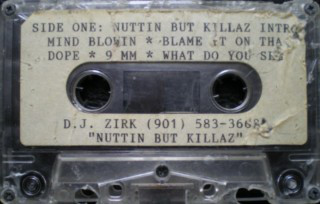 SIDE ONE: NUTTIN BUT KILLAZ INTRO
MIND BLOWIN * BLAME IT ON THA
DOPE * 9 MM * WHAT DO YOU
D.J. ZIRK (901) 583-3668
"NUTTIN BUT KILLAZ"